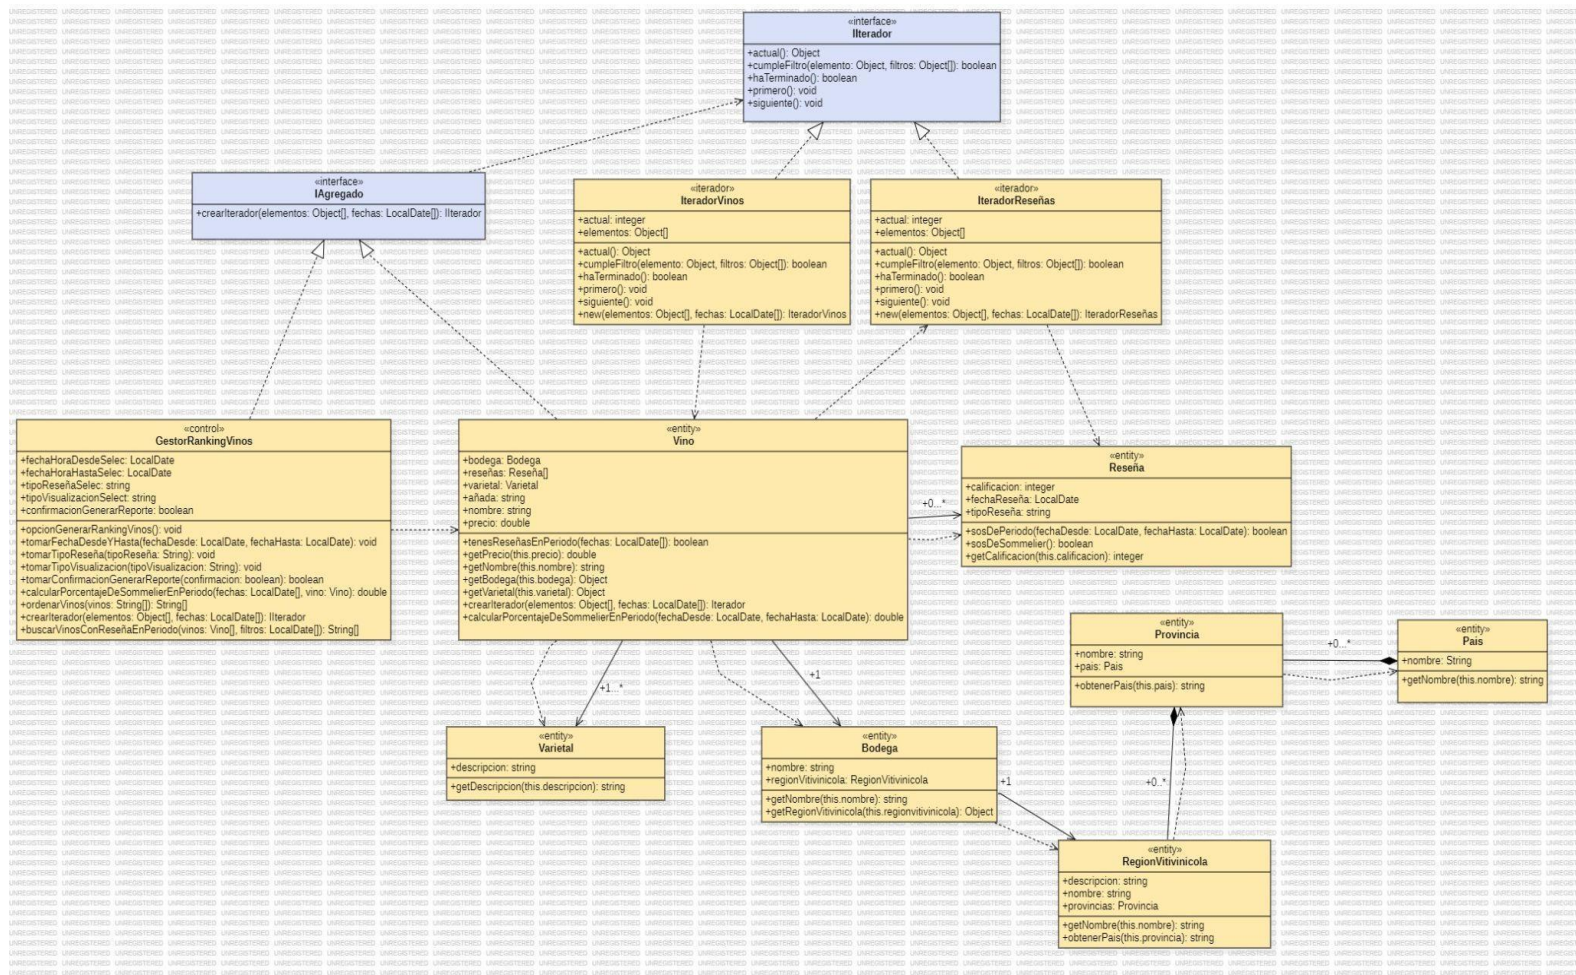 «interface»
IIterador
+actual(): Object
+cumpleFiltro(elemento: Object, filtros: Object[]): boolean
+haTerminado(): boolean
+primero(): void
+siguiente(): void
«interface»
IAgregado
+crearIterador(elementos: Object[], fechas: LocalDate[]): IIterador
«iterador»
IteradorVinos
+actual: integer
+elementos: Object[]
+actual(): Object
+cumpleFiltro(elemento: Object, filtros: Object[]): boolean
+haTerminado(): boolean
+primero(): void
+siguiente(): void
+new(elementos: Object[], fechas: LocalDate[]): IteradorVinos
«iterador»
IteradorReseñas
+actual: integer
+elementos: Object[]
+actual(): Object
+cumpleFiltro(elemento: Object, filtros: Object[]): boolean
+haTerminado(): boolean
+primero(): void
+siguiente(): void
+new(elementos: Object[], fechas: LocalDate[]): IteradorReseñas
«control»
GestorRankingVinos
+fechaHoraDesdeSelec: LocalDate
+fechaHoraHastaSelec: LocalDate
+tipoReseñaSelec: string
+tipoVisualizacionSelect: string
+confirmacionGenerarReporte: boolean
+opcionGenerarRankingVinos(): void
+tomarFechaDesdeYHasta(fechaDesde: LocalDate, fechaHasta: LocalDate): void
+tomarTipoReseña(tipoReseña: String): void
+tomarTipoVisualizacion(tipoVisualizacion: String): void
+tomarConfirmacionGenerarReporte(confirmacion: boolean): boolean
+calcularPorcentajeDeSommelierEnPeriodo(fechas: LocalDate[], vino: Vino): double
+ordenarVinos(vinos: String[]): String[]
+crearIterador(elementos: Object[], fechas: LocalDate[]): IIterador
+buscarVinosConReseñaEnPeriodo(vinos: Vino[], filtros: LocalDate[]): String[]
«entity»
Vino
+bodega: Bodega
+reseñas: Reseña[]
+varietal: Varietal
+añada: string
+nombre: string
+precio: double
+tenesReseñasEnPeriodo(fechas: LocalDate[]): boolean
+getPrecio(this.precio): double
+getNombre(this.nombre): string
+getBodega(this.bodega): Object
+getVarietal(this.varietal): Object
+crearIterador(elementos: Object[], fechas: LocalDate[]): Iterador
+calcularPorcentajeDeSommelierEnPeriodo(fechaDesde: LocalDate, fechaHasta: LocalDate): double
+0...*
«entity»
Reseña
+calificacion: integer
+fechaReseña: LocalDate
+tipoReseña: string
+sosDePeriodo(fechaDesde: LocalDate, fechaHasta: LocalDate): boolean
+sosDeSommelier(): boolean
+getCalificacion(this.calificacion): integer
«entity»
Provincia
+nombre: string
+pais: Pais
+obtenerPais(this.pais): string
+0...*
«entity»
Pais
+nombre: String
+getNombre(this.nombre): string
+1...*
+1
«entity»
Varietal
+descripcion: string
+getDescripcion(this.descripcion): string
«entity»
Bodega
+nombre: string
+regionVitivinicola: RegionVitivinicola
+getNombre(this.nombre): string
+getRegionVitivinicola(this.regionvitivinicola): Object
+1
+0...*
«entity»
RegionVitivinicola
+descripcion: string
+nombre: string
+provincias: Provincia
+getNombre(this.nombre): string
+obtenerPais(this.provincia): string